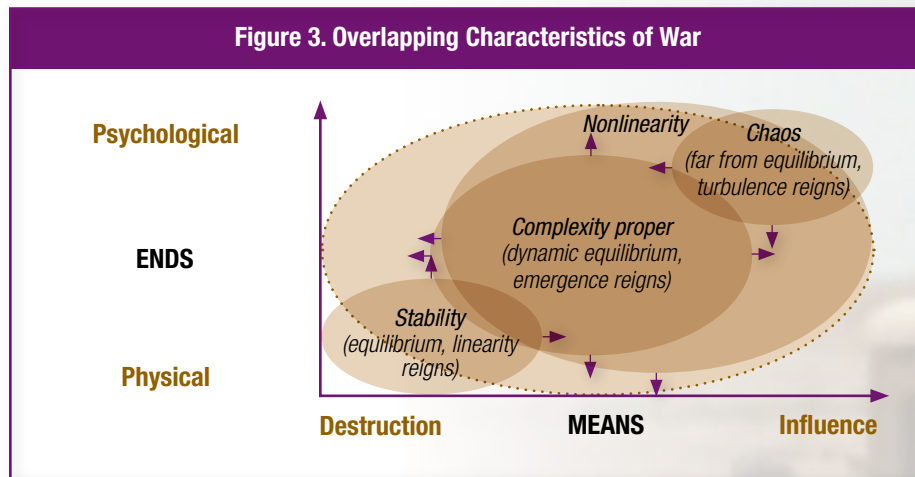 Figure 3. Overlapping Characteristics of War
Psychological
Nonlinearity
Chaos
(far from equilibrium,
turbulence reigns)
ENDS
Complexity proper
(dynamic equilibrium,
emergence reigns)
Stability
(equilibrium, linearity
reigns)
Physical
Destruction
MEANS
Influence